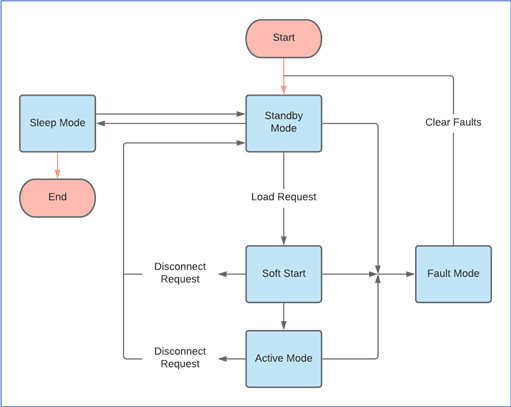 Start
Clear Faults
Sleep Mode
Standby
Mode
End
Load Request
Disconnect
Request
Soft Start
Fault Mode
Disconnect
Request
Active Mode